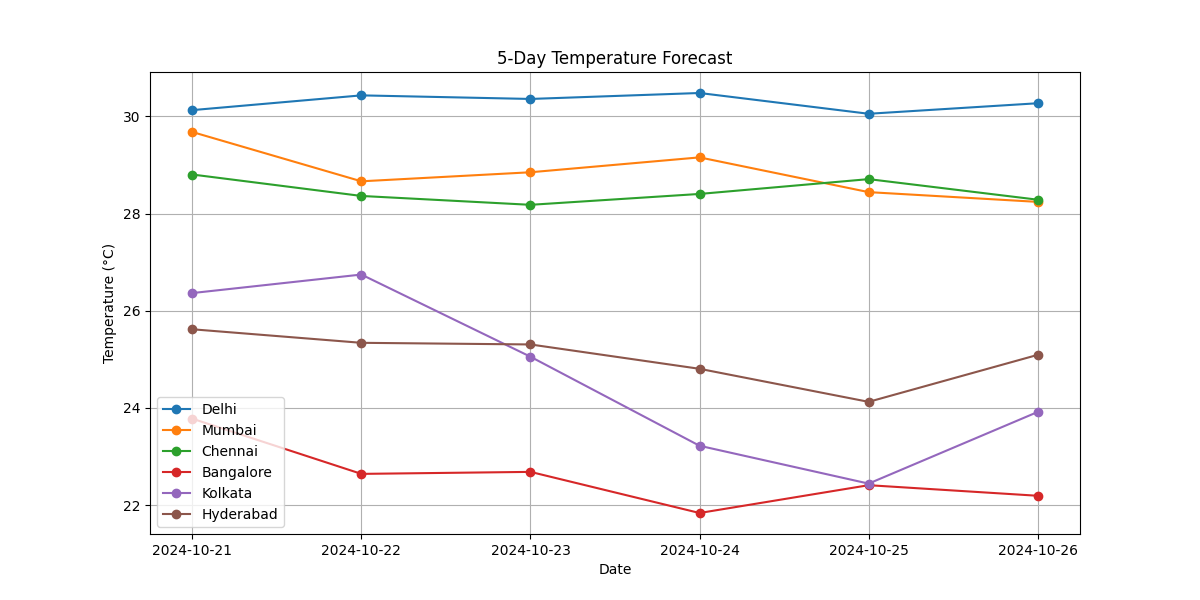 5-Day Temperature Forecast
Temperature (°C)
30
28
26
24
22
Delhi
Mumbai
Chennai
Bangalore
Kolkata
Hyderabad
2024-10-21
2024-10-22
2024-10-23
2024-10-24
2024-10-25
2024-10-26
Date